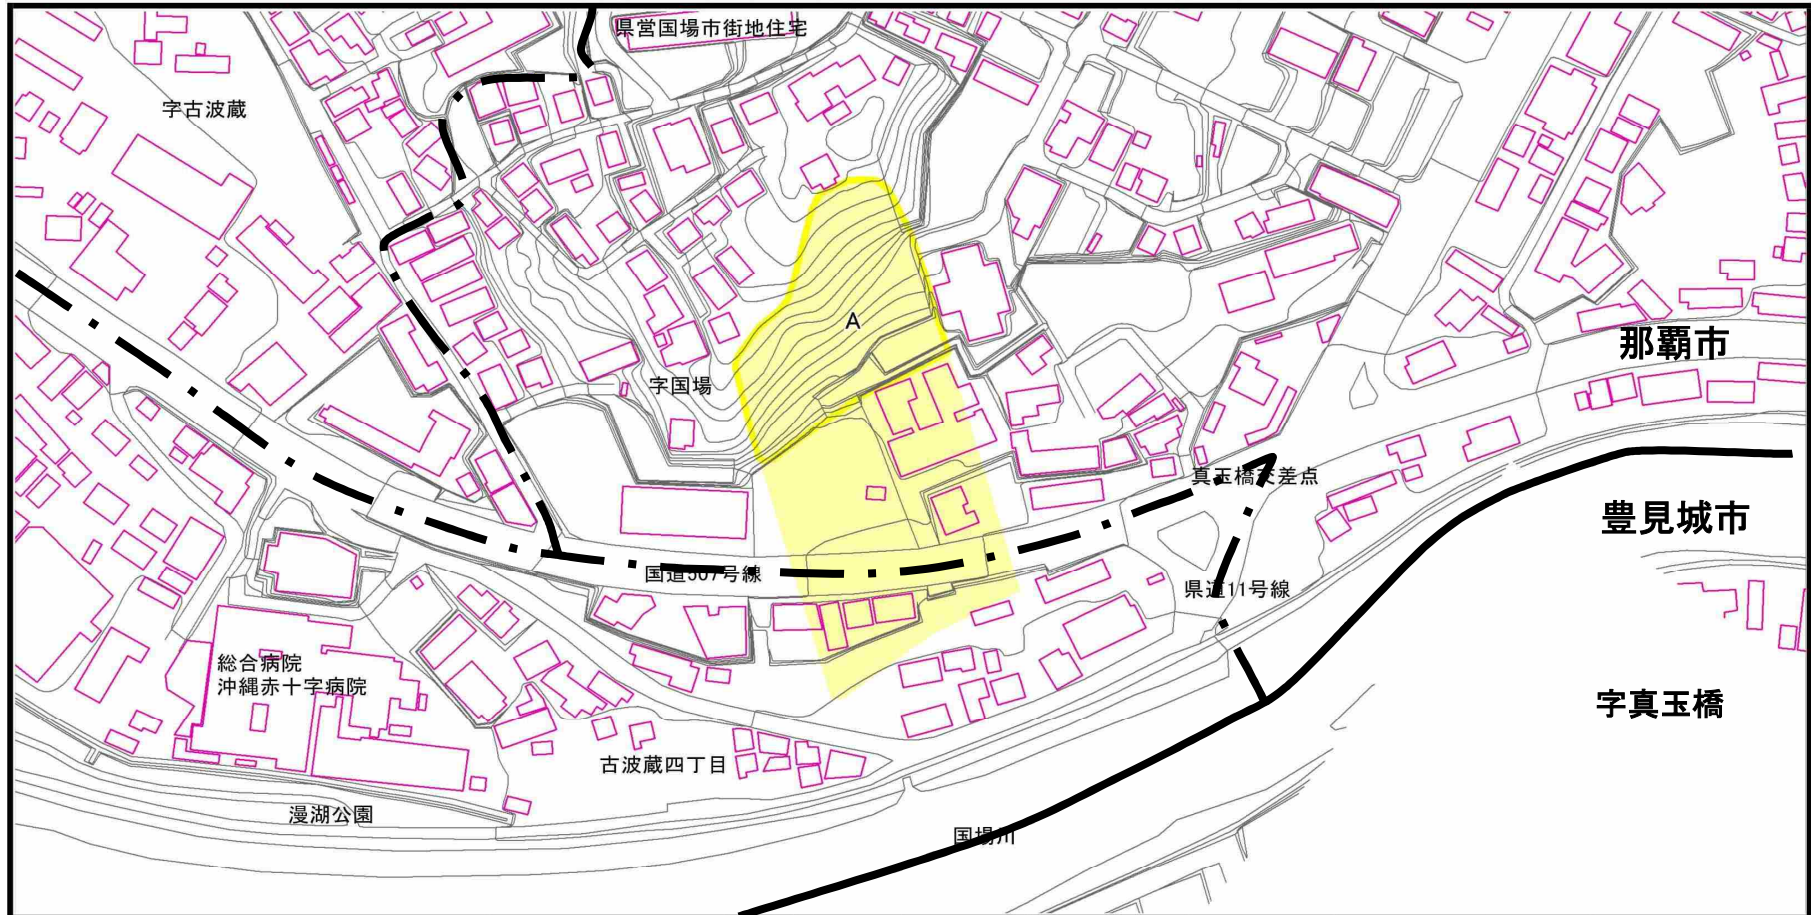 県営国場市街地住宅
字古波蔵
A
那覇市
字国場
真玉橋交差点
豊見城市
国道507号線
県道11号線
総合病院
沖縄赤十字病院
字真玉橋
古波蔵四丁目
漫湖公園
国場川